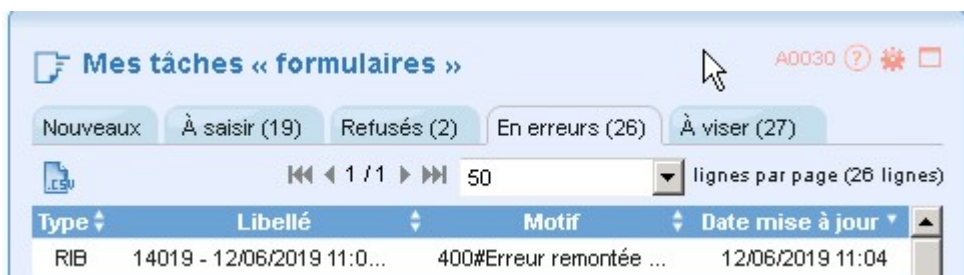 Mes tâches « formulaires » A0030 ?
Nouveaux À saisir (19) Refusés (2) En erreurs (26) À viser (27)
.csv 1 / 1 50 lignes par page (26 lignes)
Type Libellé Motif Date mise à jour
RIB 14019 - 12/06/2019 11:0... 400#Erreur remontée ... 12/06/2019 11:04